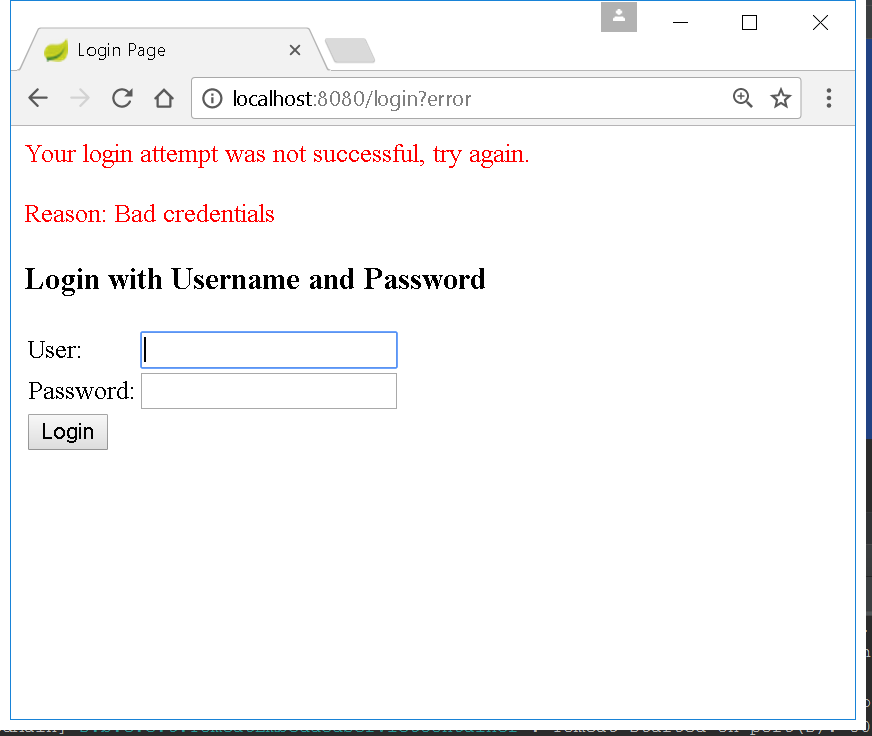 Login Page
localhost:8080/login?error
Your login attempt was not successful, try again.
Reason: Bad credentials
Login with Username and Password
User:
Password:
Login